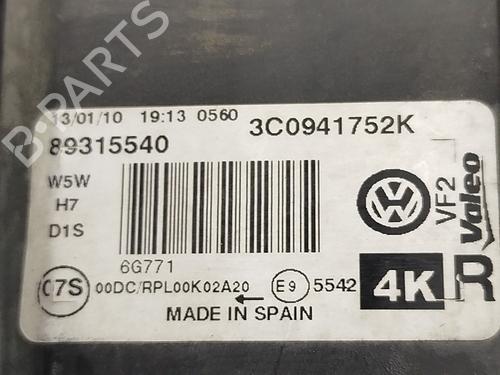 13/01/10 19:13 0560
3C0941752K
89315540
W5W
H7
D1S
6G771
VF2
Valeo
07S
00DC/RPL00K02A20
E9 5542
4K
R
MADE IN SPAIN
B-PARTS